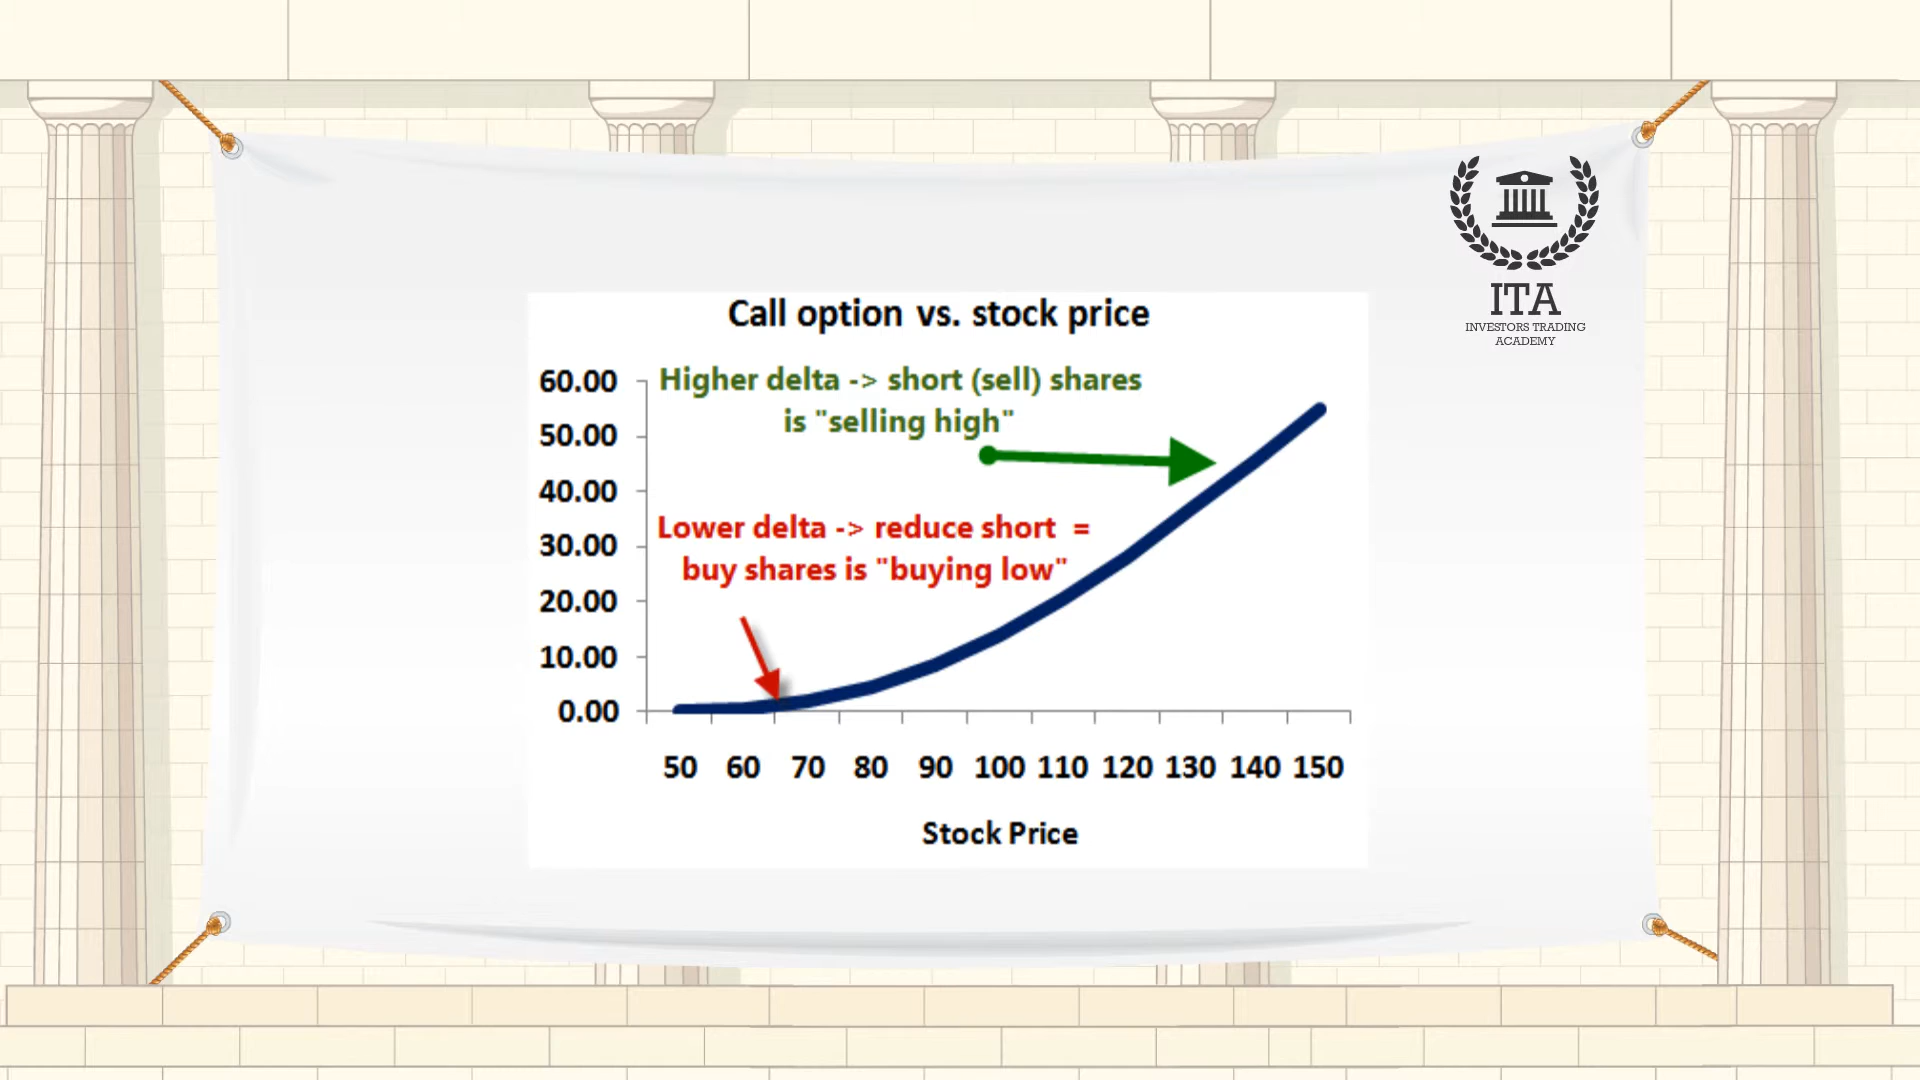 ITA
INVESTORS TRADING
ACADEMY
Call option vs. stock price
Higher delta -> short (sell) shares
is "selling high"
Lower delta -> reduce short =
buy shares is "buying low"
60.00
50.00
40.00
30.00
20.00
10.00
0.00
50 60 70 80 90 100 110 120 130 140 150
Stock Price